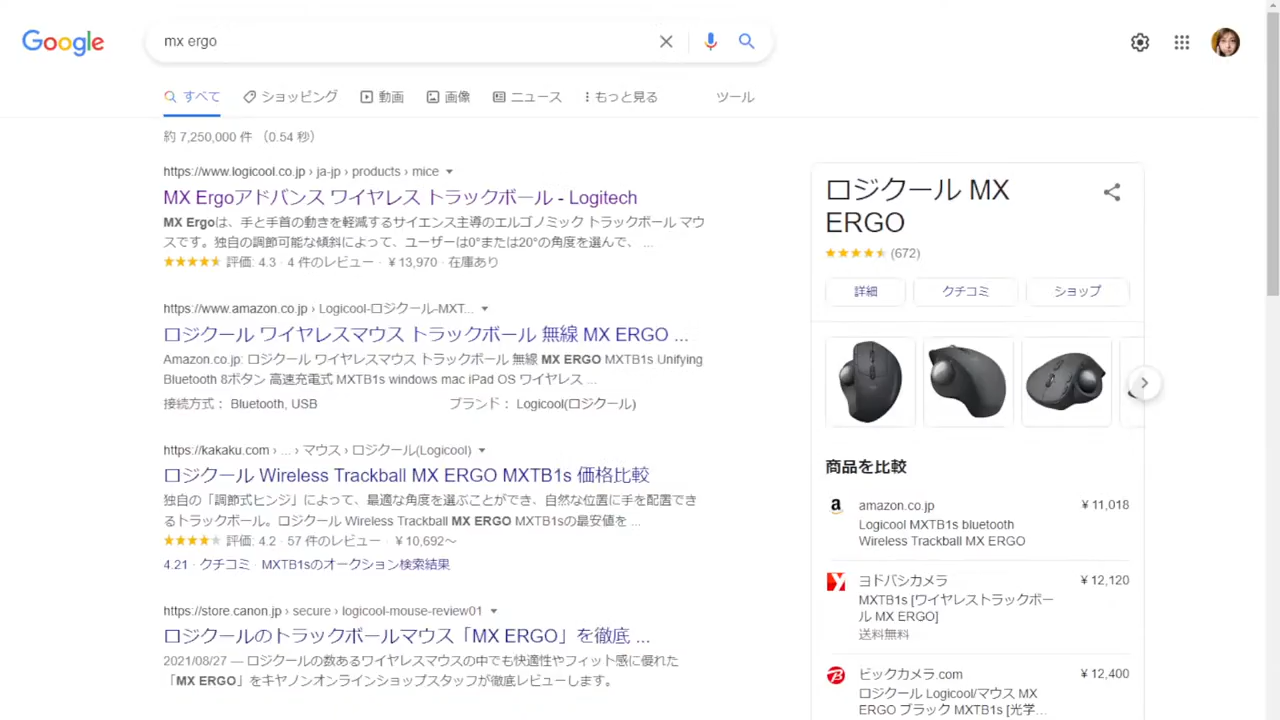 Google
mx ergo
すべて
ショッピング
動画
画像
ニュース
もっと見る
ツール
約 7,250,000 件 （0.54 秒）
https://www.logicool.co.jp › ja-jp › products › mice
MX Ergoアドバンス ワイヤレス トラックボール - Logitech
MX Ergoは、手と手首の動きを軽減するサイエンス主導のエルゴノミック トラックボール マウ
スです。独自の調節可能な傾斜によって、ユーザーは0°または20°の角度を選んで、 ...
評価: 4.3 · 4 件のレビュー · ￥13,970 · 在庫あり
https://www.amazon.co.jp › Logicool-ロジクール-MXT...
ロジクール ワイヤレスマウス トラックボール 無線 MX ERGO ...
Amazon.co.jp: ロジクール ワイヤレスマウス トラックボール 無線 MX ERGO MXTB1s Unifying
Bluetooth 8ボタン 高速充電式 MXTB1s windows mac iPad OS ワイヤレス ...
接続方式： Bluetooth, USB
ブランド： Logicool(ロジクール)
https://kakaku.com › ... › マウス › ロジクール(Logicool)
ロジクール Wireless Trackball MX ERGO MXTB1s 価格比較
独自の「調節式ヒンジ」によって、最適な角度を選ぶことができ、自然な位置に手を配置でき
るトラックボール。ロジクール Wireless Trackball MX ERGO MXTB1sの最安値を ...
評価: 4.2 · 57 件のレビュー · ￥10,692～
4.21 · クチコミ · MXTB1sのオークション検索結果
https://store.canon.jp › secure › logicool-mouse-review01
ロジクールのトラックボールマウス「MX ERGO」を徹底 ...
2021/08/27 — ロジクールの数あるワイヤレスマウスの中でも快適性やフィット感に優れた
「MX ERGO」をキヤノンオンラインショップスタッフが徹底レビューします。
ロジクール MX
ERGO
(672)
詳細
クチコミ
ショップ
商品を比較
a
amazon.co.jp
￥11,018
Logicool MXTB1s bluetooth
Wireless Trackball MX ERGO
ヨドバシカメラ
￥12,120
MXTB1s [ワイヤレストラックボー
ル MX ERGO]
送料無料
ビックカメラ.com
￥12,400
ロジクール Logicool/マウス MX
ERGO ブラック MXTB1s [光学...